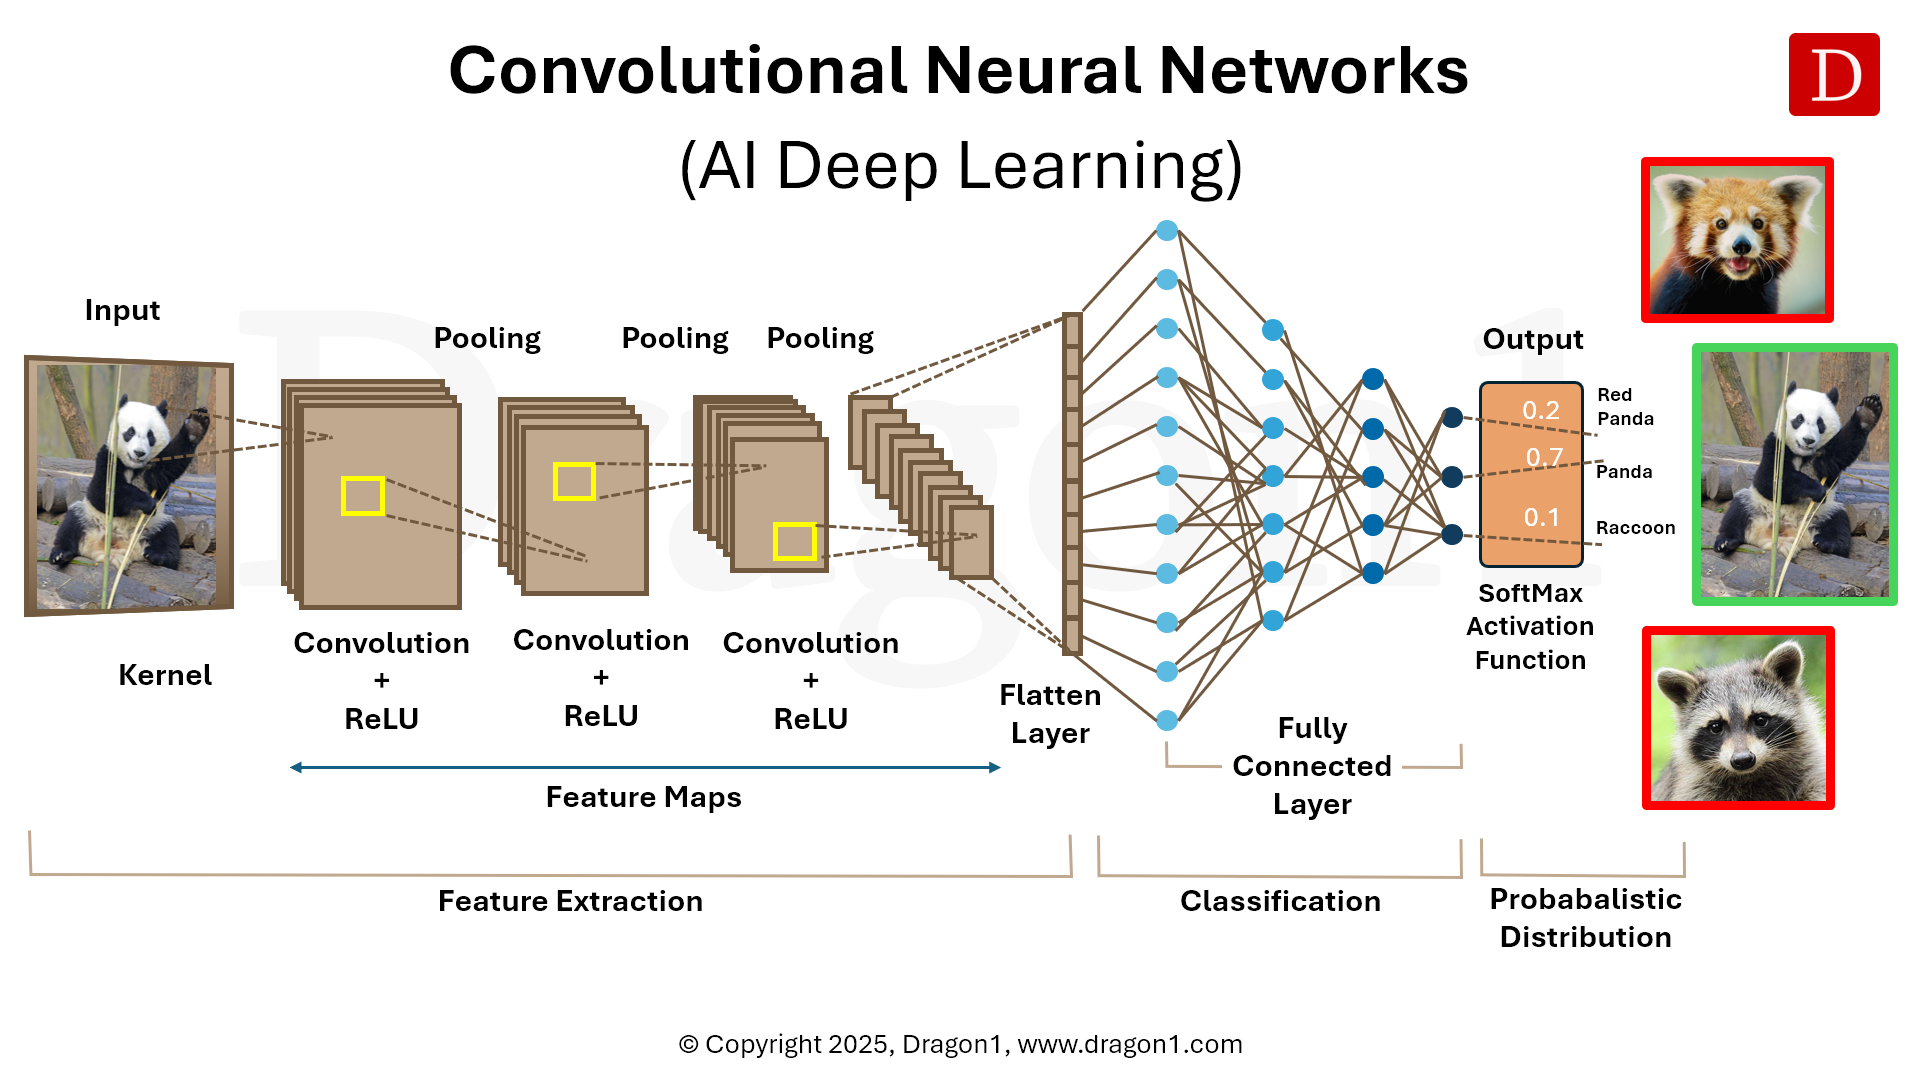 Convolutional Neural Networks
(AI Deep Learning)
D
Input
Pooling
Pooling
Pooling
Output
0.2
0.7
0.1
Red
Panda
Panda
Raccoon
SoftMax
Activation
Function
Kernel
Convolution
+
ReLU
Convolution
+
ReLU
Convolution
+
ReLU
Flatten
Layer
Fully
Connected
Layer
Feature Maps
Feature Extraction
Classification
Probabalistic
Distribution
Dragon1
© Copyright 2025, Dragon1, www.dragon1.com